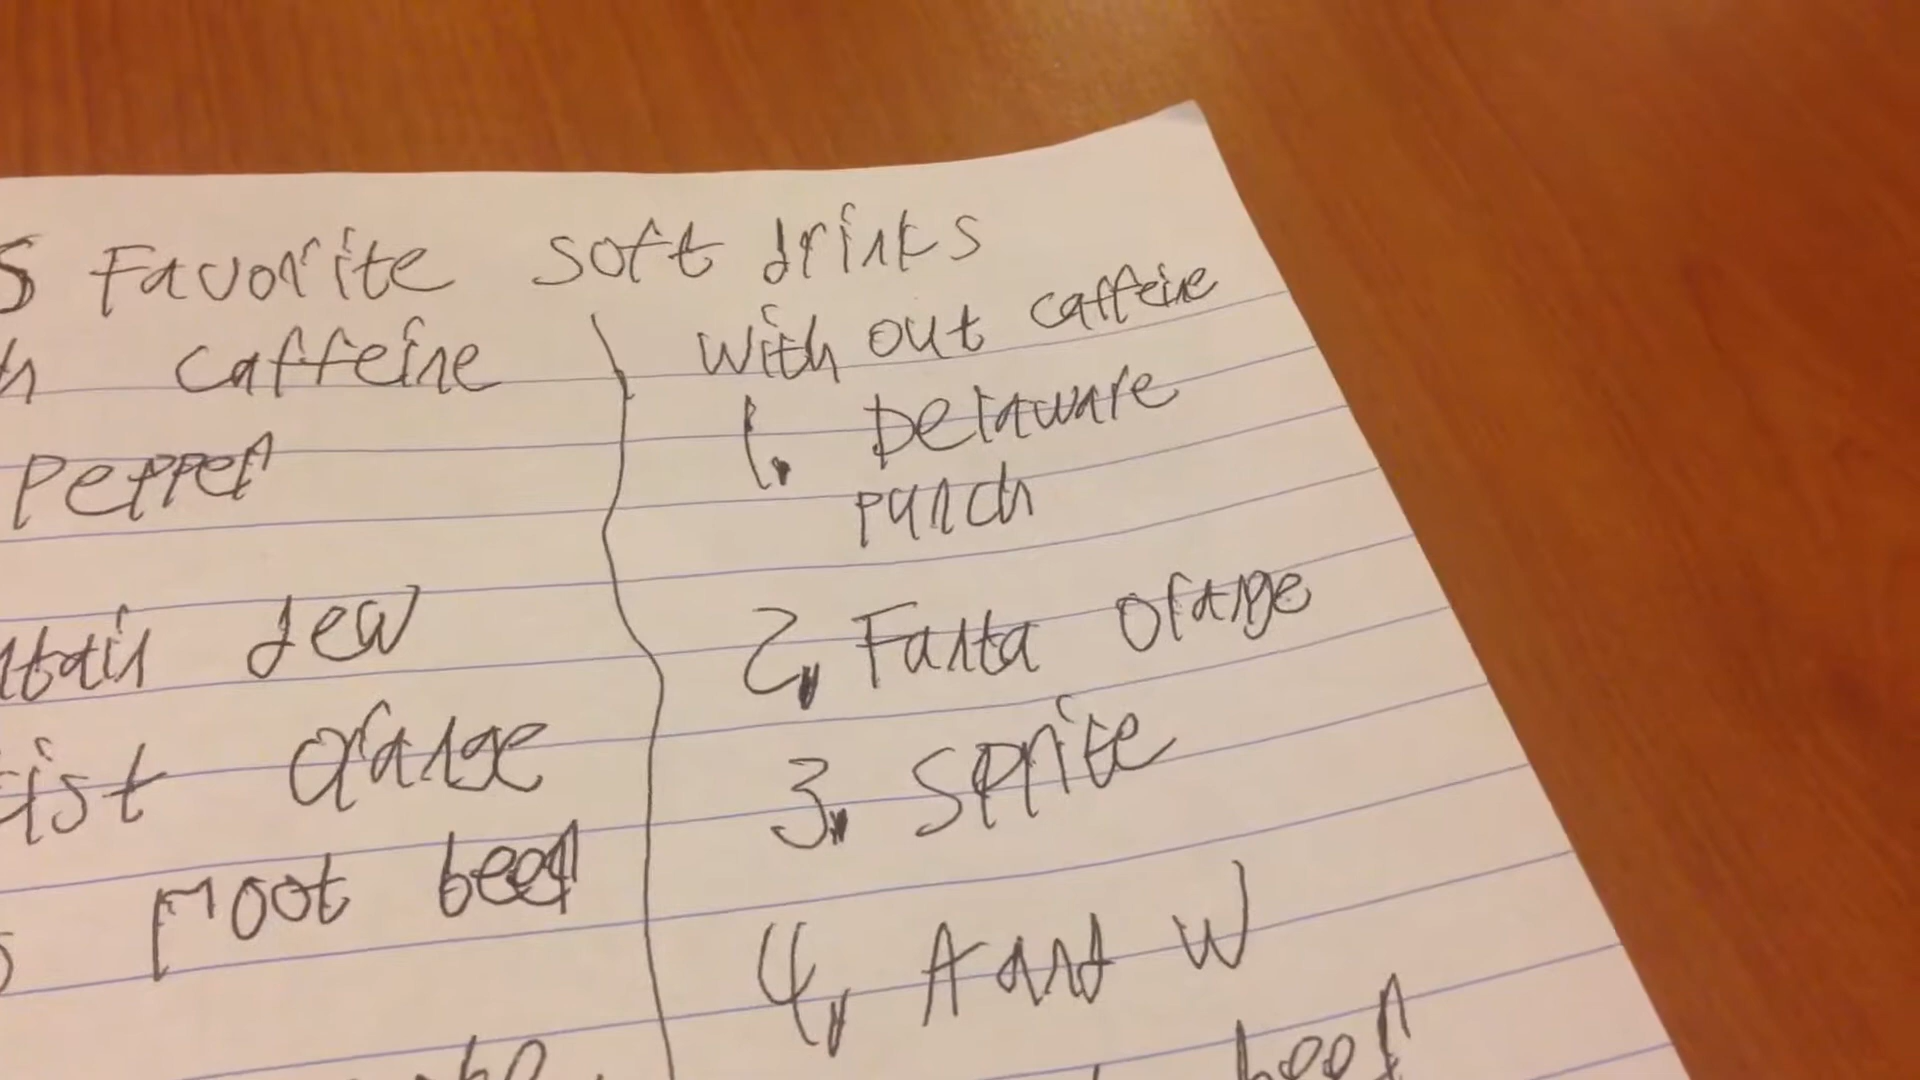 s Favorite soft drinks
caffeine
Pepper
dew
orange
root beer
with out caffeine
1. Delaware
punch
2. Fanta orange
3. Sprite
4. A and W
beer